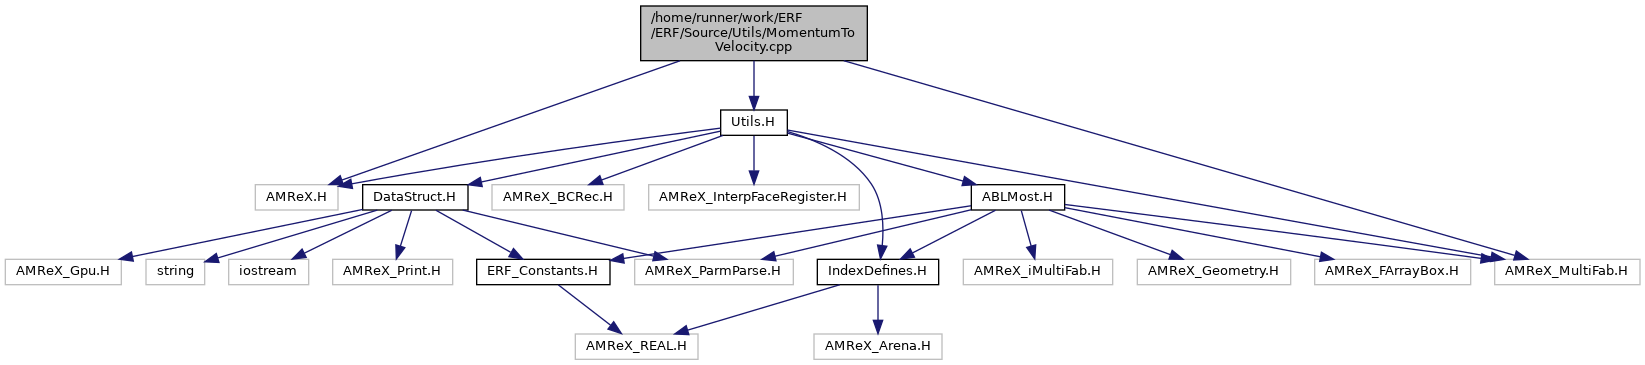 /home/runner/work/ERF
/ERF/Source/Utils/MomentumTo
Velocity.cpp
Utils.H
AMReX.H
DataStruct.H
AMReX_BCRec.H
AMReX_InterpFaceRegister.H
ABLMost.H
AMReX_Gpu.H
string
iostream
AMReX_Print.H
ERF_Constants.H
AMReX_ParmParse.H
IndexDefines.H
AMReX_iMultiFab.H
AMReX_Geometry.H
AMReX_FArrayBox.H
AMReX_MultiFab.H
AMReX_REAL.H
AMReX_Arena.H